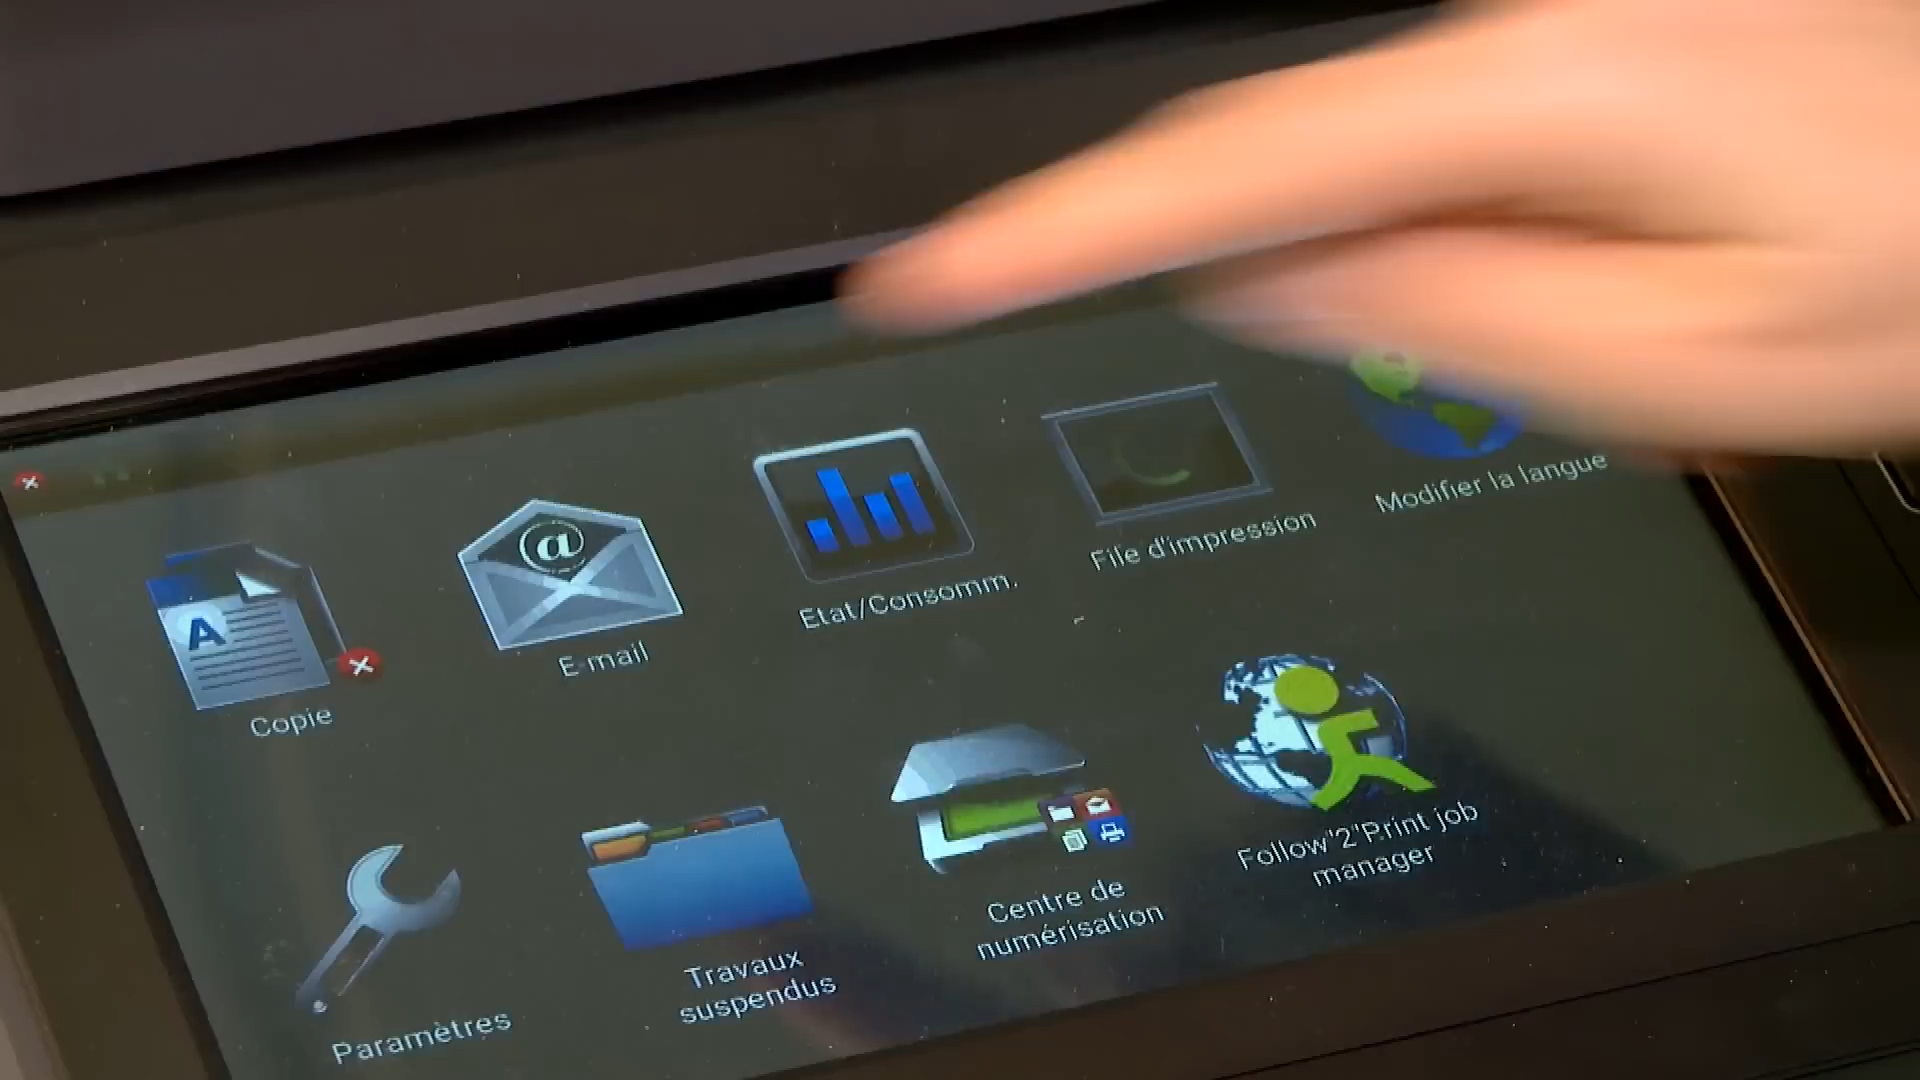 Copie
E-mail
Etat/Consomm.
File d'impression
Modifier la langue
Paramètres
Travaux
suspendus
Centre de
numérisation
Follow'2'Print job
manager
A
@